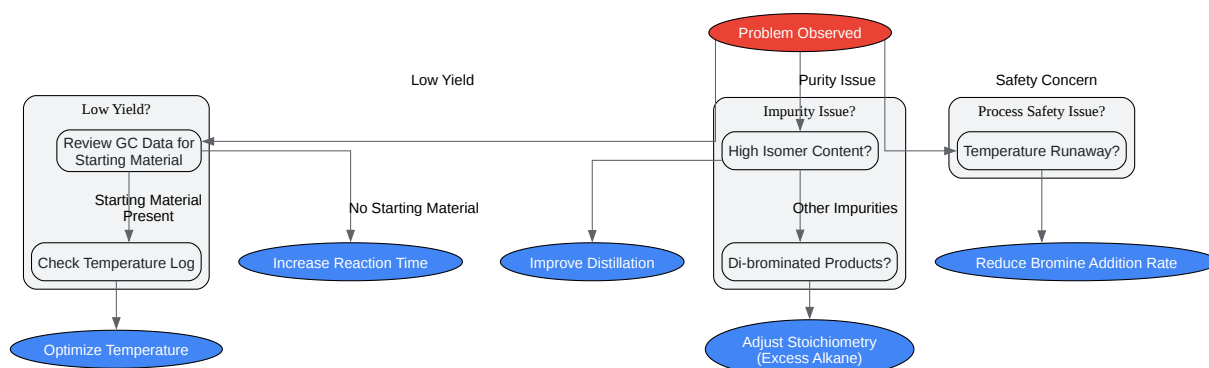 Problem Observed
Low Yield
Purity Issue
Safety Concern
Low Yield?
Impurity Issue?
Process Safety Issue?
Review GC Data for
Starting Material
High Isomer Content?
Temperature Runaway?
Starting Material
Present
No Starting Material
Other Impurities
Check Temperature Log
Increase Reaction Time
Improve Distillation
Di-brominated Products?
Reduce Bromine Addition Rate
Optimize Temperature
Adjust Stoichiometry
(Excess Alkane)